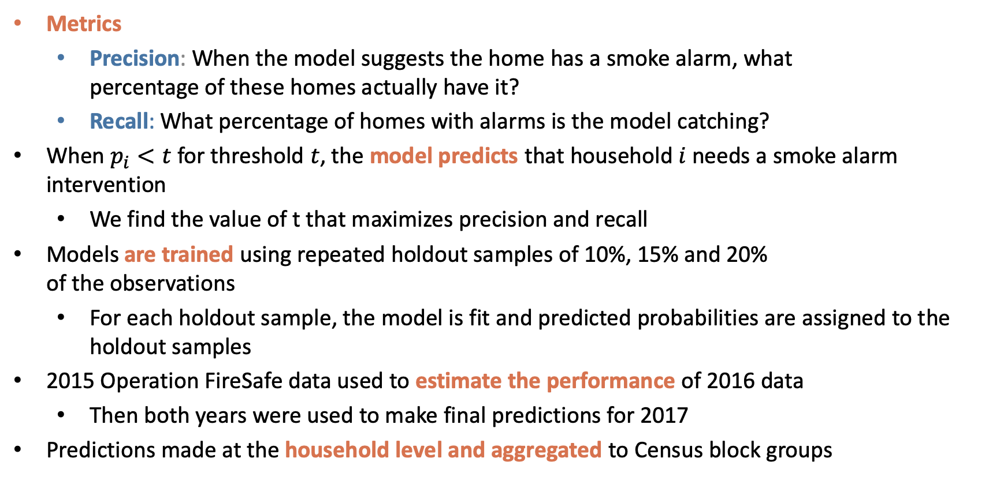 • Metrics
• Precision: When the model suggests the home has a smoke alarm, what
percentage of these homes actually have it?
• Recall: What percentage of homes with alarms is the model catching?
• When 𝑝ᵢ < 𝑡 for threshold 𝑡, the model predicts that household 𝑖 needs a smoke alarm
intervention
• We find the value of t that maximizes precision and recall
• Models are trained using repeated holdout samples of 10%, 15% and 20%
of the observations
• For each holdout sample, the model is fit and predicted probabilities are assigned to the
holdout samples
• 2015 Operation FireSafe data used to estimate the performance of 2016 data
• Then both years were used to make final predictions for 2017
• Predictions made at the household level and aggregated to Census block groups